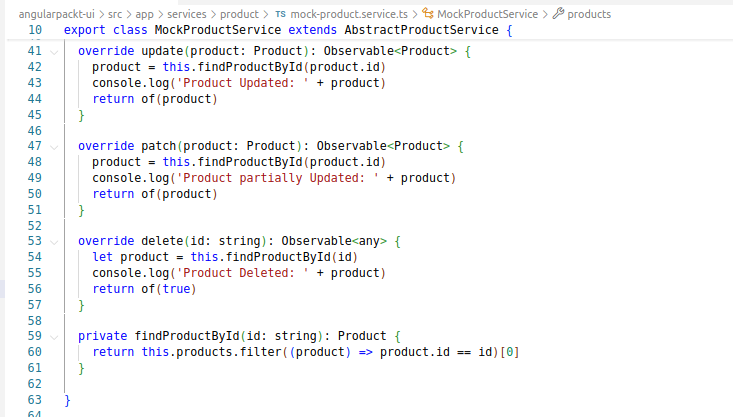 angularpackt-ui > src > app > services > product > TS mock-product.service.ts > MockProductService > products
10 export class MockProductService extends AbstractProductService {
41 override update(product: Product): Observable<Product> {
42 product = this.findProductById(product.id)
43 console.log('Product Updated: ' + product)
44 return of(product)
45 }
46
47 override patch(product: Product): Observable<Product> {
48 product = this.findProductById(product.id)
49 console.log('Product partially Updated: ' + product)
50 return of(product)
51 }
52
53 override delete(id: string): Observable<any> {
54 let product = this.findProductById(id)
55 console.log('Product Deleted: ' + product)
56 return of(true)
57 }
58
59 private findProductById(id: string): Product {
60 return this.products.filter((product) => product.id == id)[0]
61 }
62
63 }
64